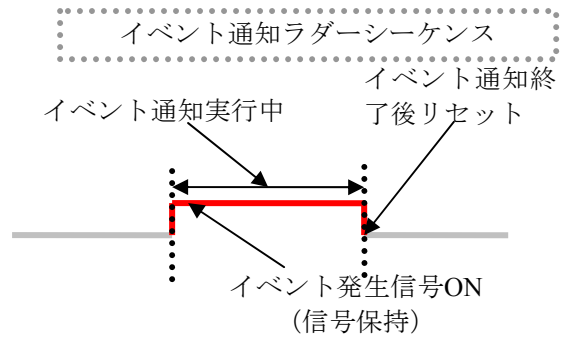 イベント通知ラダーシーケンス
イベント通知終
了後リセット
イベント通知実行中
イベント発生信号ON
（信号保持）